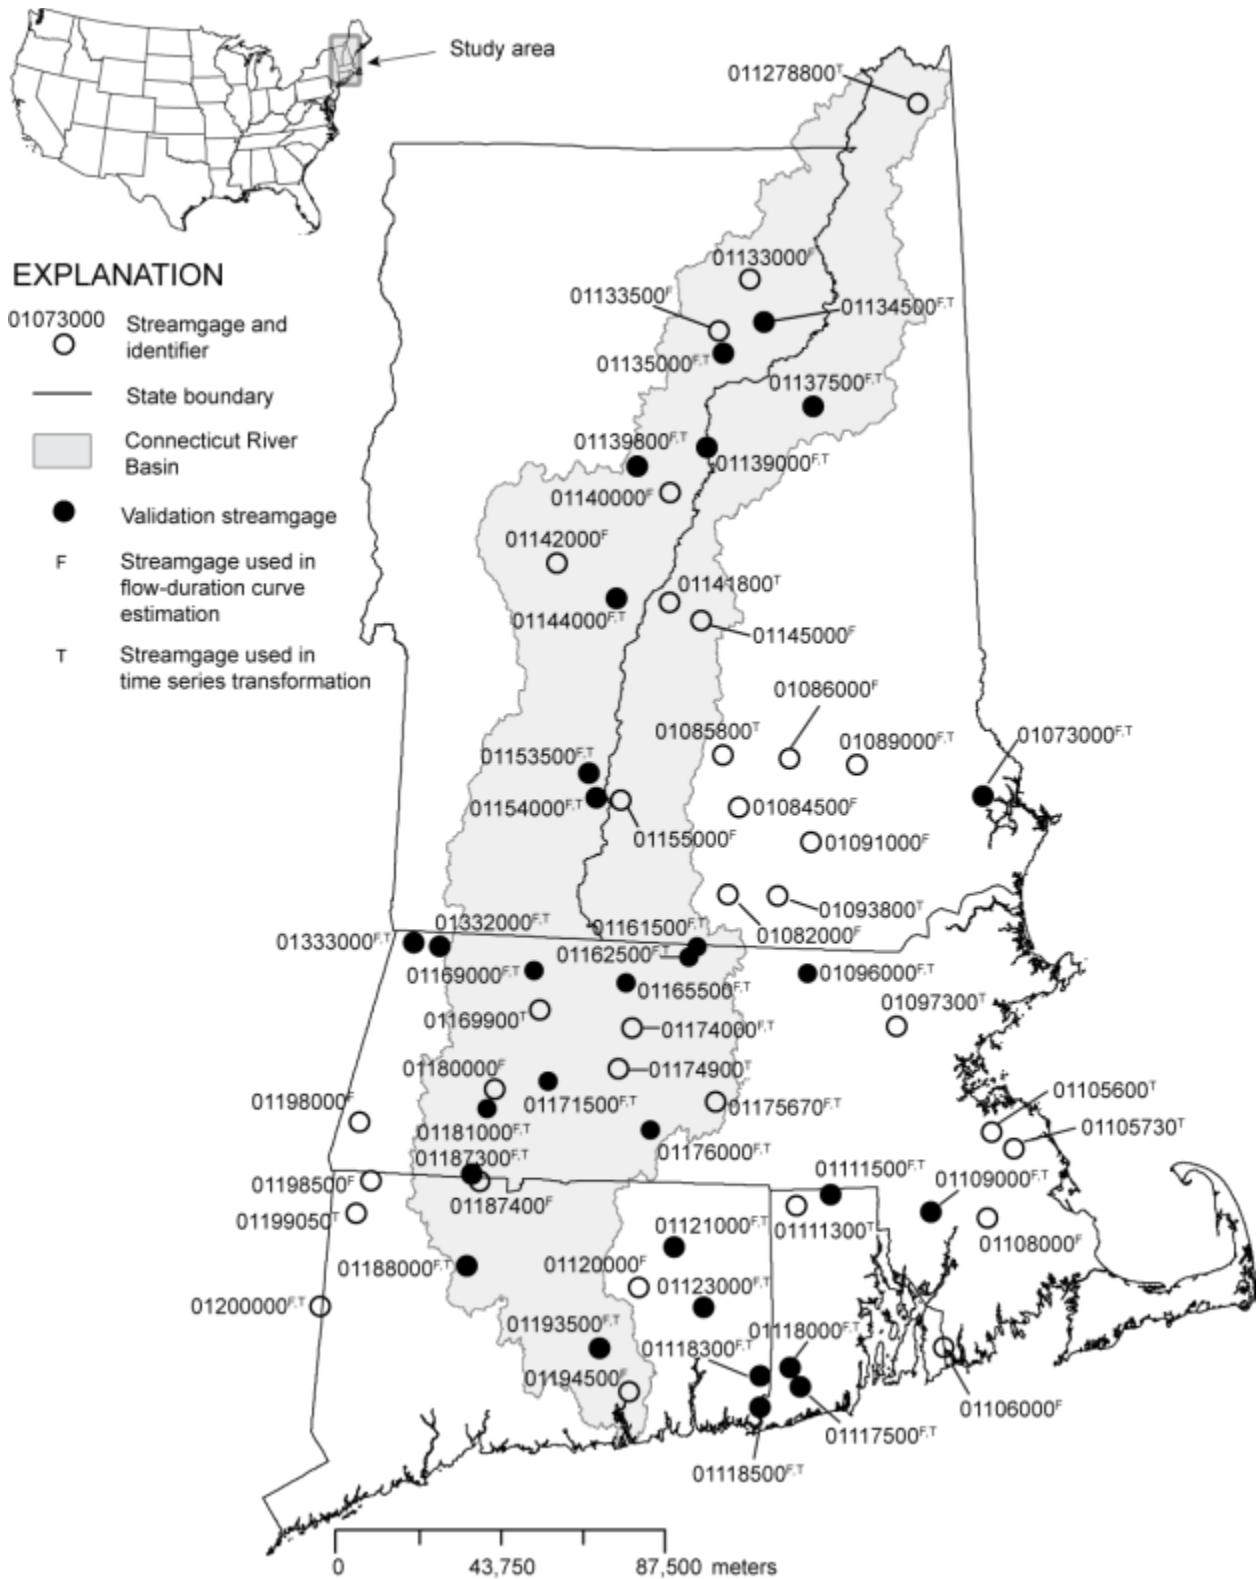 Study area
011278800T
EXPLANATION
01073000
Streamgage and
identifier
State boundary
Connecticut River
Basin
Validation streamgage
F
Streamgage used in
flow-duration curve
estimation
T
Streamgage used in
time series transformation
01133000F
01133500F
01134500F,T
01135000F,T
01137500F,T
01139800F,T
01139000F,T
01140000F
01142000F
01141800T
01144000F,T
01145000F
01086000F
01085800T
01089000F,T
01073000F,T
01153500F,T
01154000F,T
01084500F
01155000F
01091000F
01093800T
01082000F
01332000F,T
01161500F,T
01333000F,T
01162500F,T
01169000F,T
01165500F,T
01096000F,T
01097300T
01169900T
01174000F,T
01180000F
01174900T
01171500F,T
01175670F,T
01198000F
01105600T
01105730T
01181000F,T
01176000F,T
01187300F,T
01111500F,T
01109000F,T
01198500F
01187400F
01199050T
01121000F,T
01111300T
01108000F
01188000F,T
01120000F
01123000F,T
01200000F,T
01193500F,T
01118300F,T
01118000F,T
01194500F
01106000F
01117500F,T
01118500F,T
0 43,750 87,500 meters